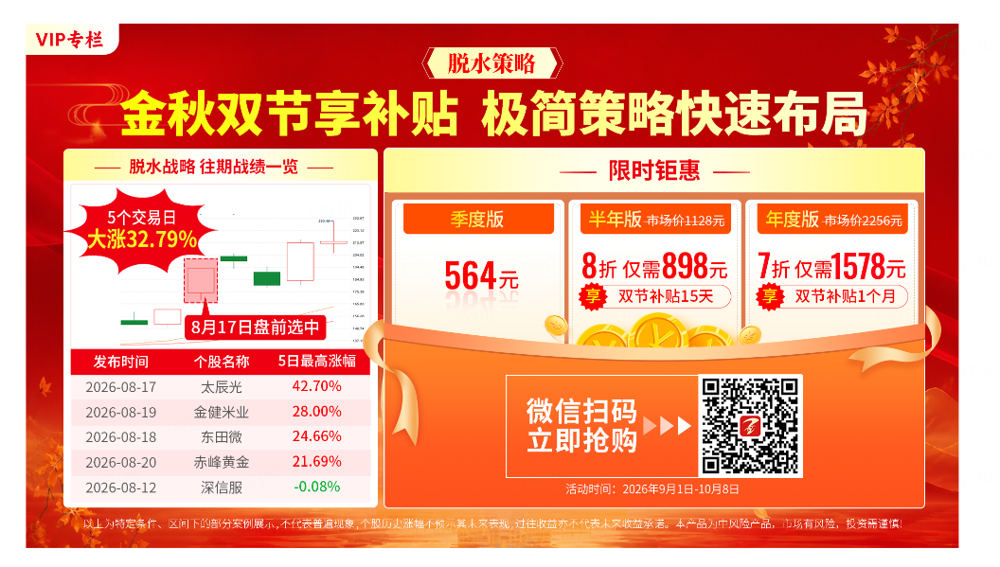 VIP专栏
脱水策略
金秋双节享补贴 极简策略快速布局
脱水战略 往期战绩一览
5个交易日
大涨32.79%
8月17日盘前选中
发布时间 个股名称 5日最高涨幅
2026-08-17 太辰光 42.70%
2026-08-19 金健米业 28.00%
2026-08-18 东田微 24.66%
2026-08-20 赤峰黄金 21.69%
2026-08-12 深信服 -0.08%
限时钜惠
季度版
564元
半年版 市场价1128元
8折 仅需898元
享 双节补贴15天
年度版 市场价2256元
7折 仅需1578元
享 双节补贴1个月
微信扫码
立即抢购
活动时间：2026年9月1日-10月8日
以上为特定条件、区间下的部分案例展示,不代表普遍现象,个股历史涨幅不预示其未来表现,过往收益亦不代表未来收益承诺。本产品为中风险产品，市场有风险，投资需谨慎!